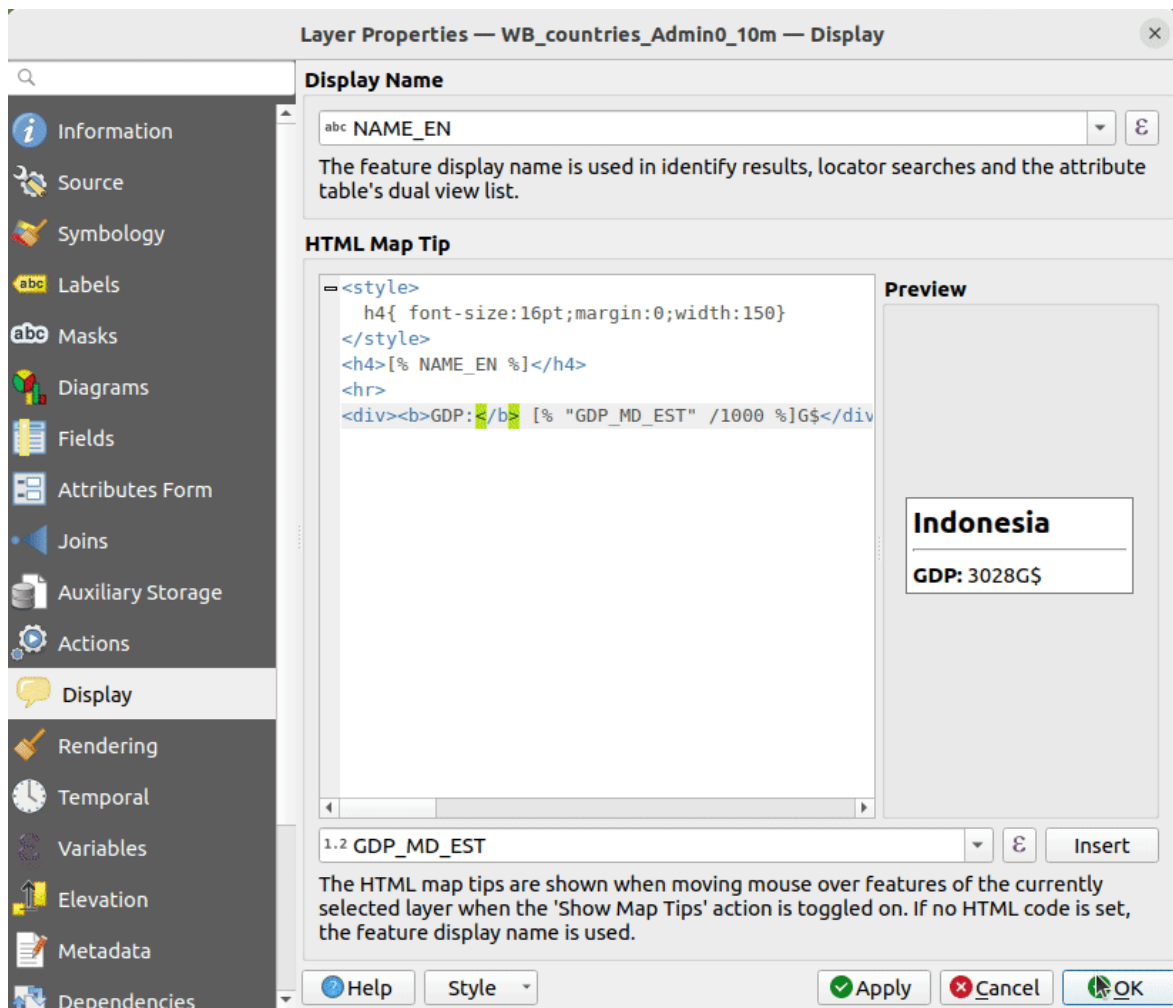 Layer Properties — WB_countries_Admin0_10m — Display
Information
Source
Symbology
abc Labels
abc Masks
Diagrams
Fields
Attributes Form
Joins
Auxiliary Storage
Actions
Display
Rendering
Temporal
Variables
Elevation
Metadata
Dependencies
Display Name
abc NAME_EN
ε
The feature display name is used in identify results, locator searches and the attribute
table's dual view list.
HTML Map Tip
<style>
h4{ font-size:16pt;margin:0;width:150}
</style>
<h4>[% NAME_EN %]</h4>
<hr>
<div><b>GDP:</b> [% "GDP_MD_EST" /1000 %]G$</div
Preview
Indonesia
GDP: 3028G$
1.2 GDP_MD_EST
ε
Insert
The HTML map tips are shown when moving mouse over features of the currently
selected layer when the 'Show Map Tips' action is toggled on. If no HTML code is set,
the feature display name is used.
Help
Style
Apply
Cancel
OK